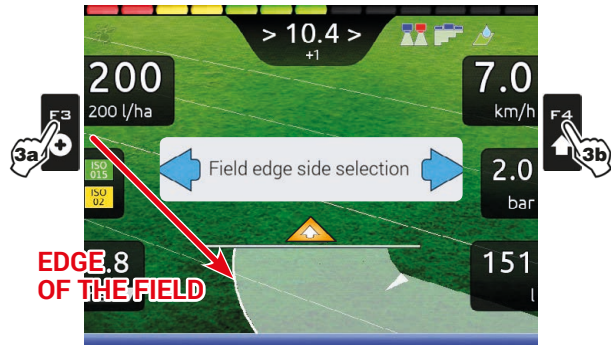 > 10.4 >
+1
200
200 l/ha
7.0
km/h
F3
F4
3a
3b
Field edge side selection
ISO
015
ISO
02
2.0
bar
EDGE
OF THE FIELD
.8
151
l